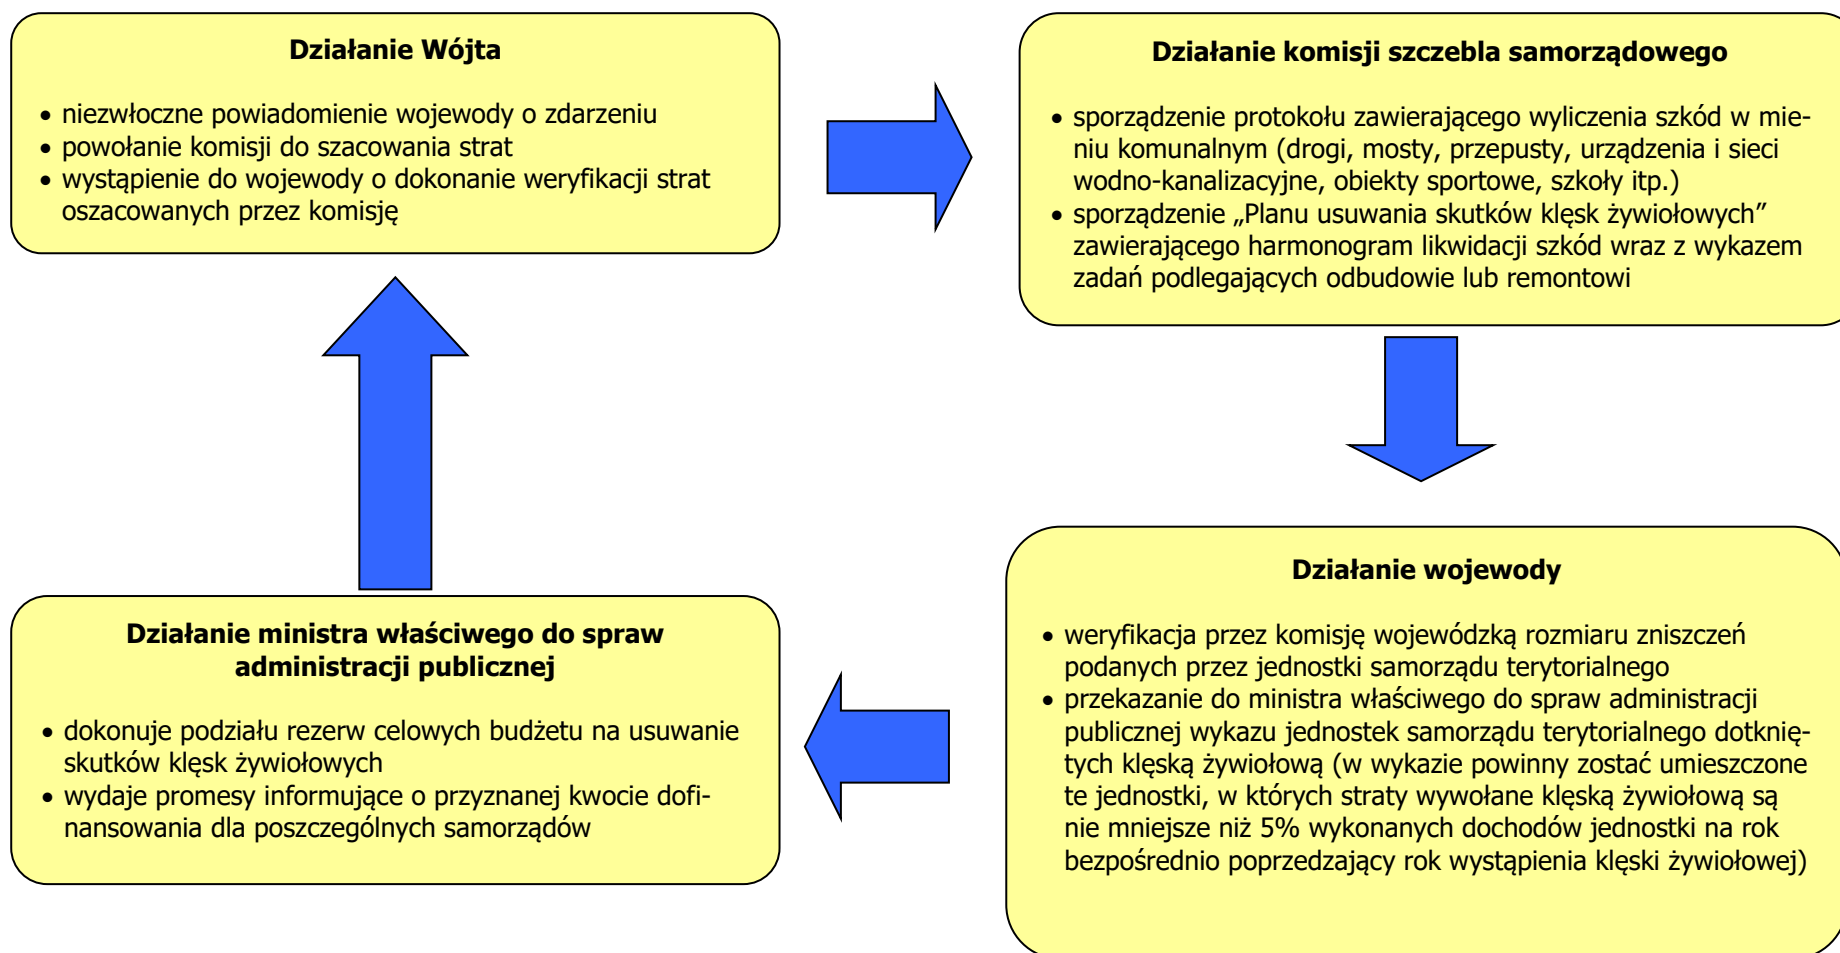 Działanie Wójta
• niezwłoczne powiadomienie wojewody o zdarzeniu
• powołanie komisji do szacowania strat
• wystąpienie do wojewody o dokonanie weryfikacji strat
oszacowanych przez komisję
Działanie komisji szczebla samorządowego
• sporządzenie protokołu zawierającego wyliczenia szkód w mie-
niu komunalnym (drogi, mosty, przepusty, urządzenia i sieci
wodno-kanalizacyjne, obiekty sportowe, szkoły itp.)
• sporządzenie „Planu usuwania skutków klęsk żywiołowych”
zawierającego harmonogram likwidacji szkód wraz z wykazem
zadań podlegających odbudowie lub remontowi
Działanie wojewody
• weryfikacja przez komisję wojewódzką rozmiaru zniszczeń
podanych przez jednostki samorządu terytorialnego
• przekazanie do ministra właściwego do spraw administracji
publicznej wykazu jednostek samorządu terytorialnego dotknię-
tych klęską żywiołową (w wykazie powinny zostać umieszczone
te jednostki, w których straty wywołane klęską żywiołową są
nie mniejsze niż 5% wykonanych dochodów jednostki na rok
bezpośrednio poprzedzający rok wystąpienia klęski żywiołowej)
Działanie ministra właściwego do spraw
administracji publicznej
• dokonuje podziału rezerw celowych budżetu na usuwanie
skutków klęsk żywiołowych
• wydaje promesy informujące o przyznanej kwocie dofi-
nansowania dla poszczególnych samorządów